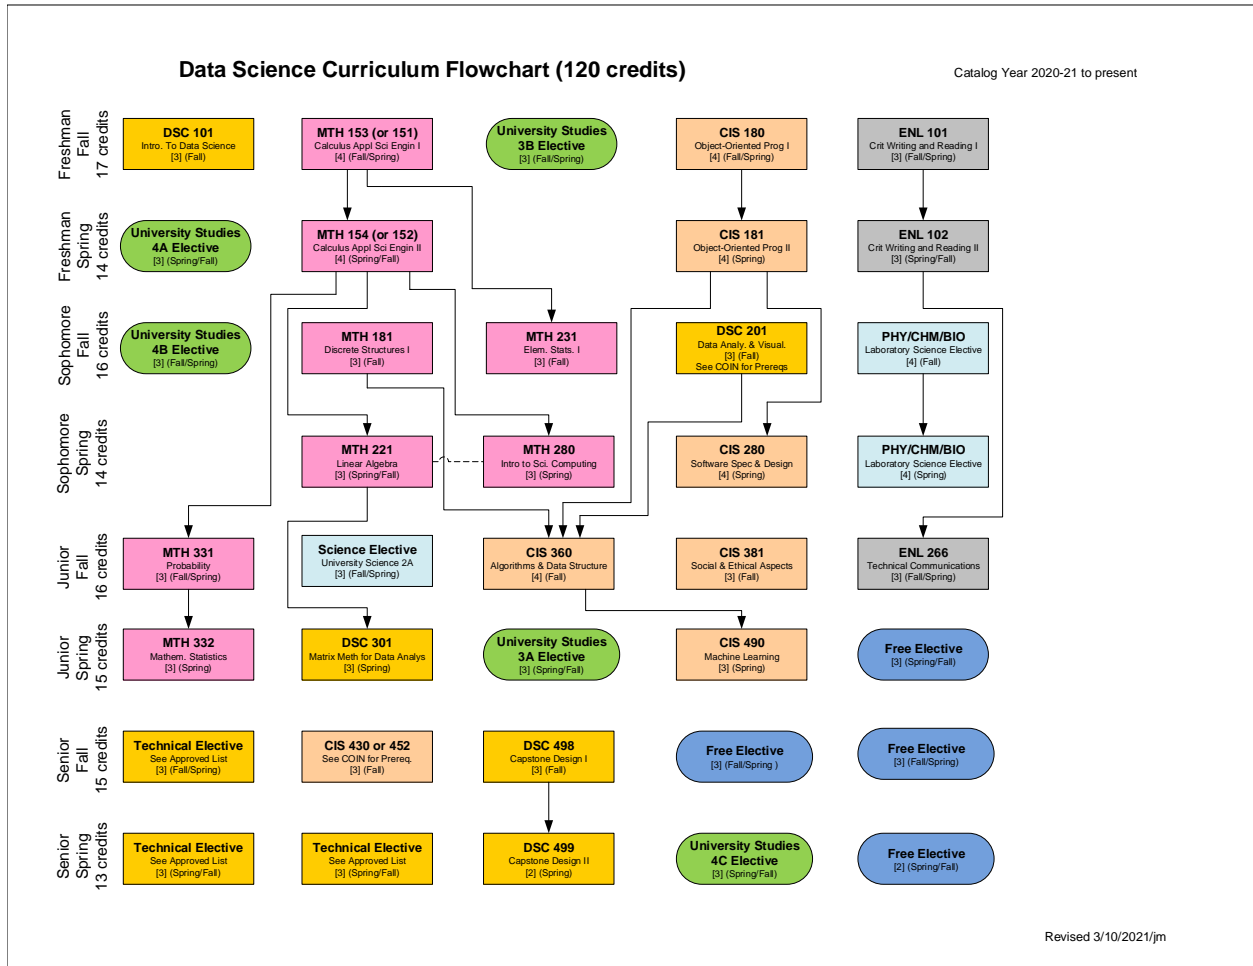 Data Science Curriculum Flowchart (120 credits)
Catalog Year 2020-21 to present
Freshman
Fall
17 credits
DSC 101
Intro. To Data Science
[3] (Fall)
MTH 153 (or 151)
Calculus Appl Sci Engin I
[4] (Fall/Spring)
University Studies
3B Elective
[3] (Fall/Spring)
CIS 180
Object-Oriented Prog I
[4] (Fall/Spring)
ENL 101
Crit Writing and Reading I
[3] (Fall/Spring)
Freshman
Spring
14 credits
University Studies
4A Elective
[3] (Spring/Fall)
MTH 154 (or 152)
Calculus Appl Sci Engin II
[4] (Spring/Fall)
CIS 181
Object-Oriented Prog II
[4] (Spring)
ENL 102
Crit Writing and Reading II
[3] (Spring/Fall)
Sophomore
Fall
16 credits
University Studies
4B Elective
[3] (Fall/Spring)
MTH 181
Discrete Structures I
[3] (Fall)
MTH 231
Elem. Stats. I
[3] (Fall)
DSC 201
Data Analy. & Visual.
[3] (Fall)
See COIN for Prereqs
PHY/CHM/BIO
Laboratory Science Elective
[4] (Fall)
Sophomore
Spring
14 credits
MTH 221
Linear Algebra
[3] (Spring/Fall)
MTH 280
Intro to Sci. Computing
[3] (Spring)
CIS 280
Software Spec & Design
[4] (Spring)
PHY/CHM/BIO
Laboratory Science Elective
[4] (Spring)
Junior
Fall
16 credits
MTH 331
Probability
[3] (Fall/Spring)
Science Elective
University Science 2A
[3] (Fall/Spring)
CIS 360
Algorithms & Data Structure
[4] (Fall)
CIS 381
Social & Ethical Aspects
[3] (Fall)
ENL 266
Technical Communications
[3] (Fall/Spring)
Junior
Spring
15 credits
MTH 332
Mathem. Statistics
[3] (Spring)
DSC 301
Matrix Meth for Data Analys
[3] (Spring)
University Studies
3A Elective
[3] (Spring/Fall)
CIS 490
Machine Learning
[3] (Spring)
Free Elective
[3] (Spring/Fall)
Senior
Fall
15 credits
Technical Elective
See Approved List
[3] (Fall/Spring)
CIS 430 or 452
See COIN for Prereq.
[3] (Fall)
DSC 498
Capstone Design I
[3] (Fall)
Free Elective
[3] (Fall/Spring )
Free Elective
[3] (Fall/Spring)
Senior
Spring
13 credits
Technical Elective
See Approved List
[3] (Spring/Fall)
Technical Elective
See Approved List
[3] (Spring/Fall)
DSC 499
Capstone Design II
[2] (Spring)
University Studies
4C Elective
[3] (Spring/Fall)
Free Elective
[2] (Spring/Fall)
Revised 3/10/2021/jm